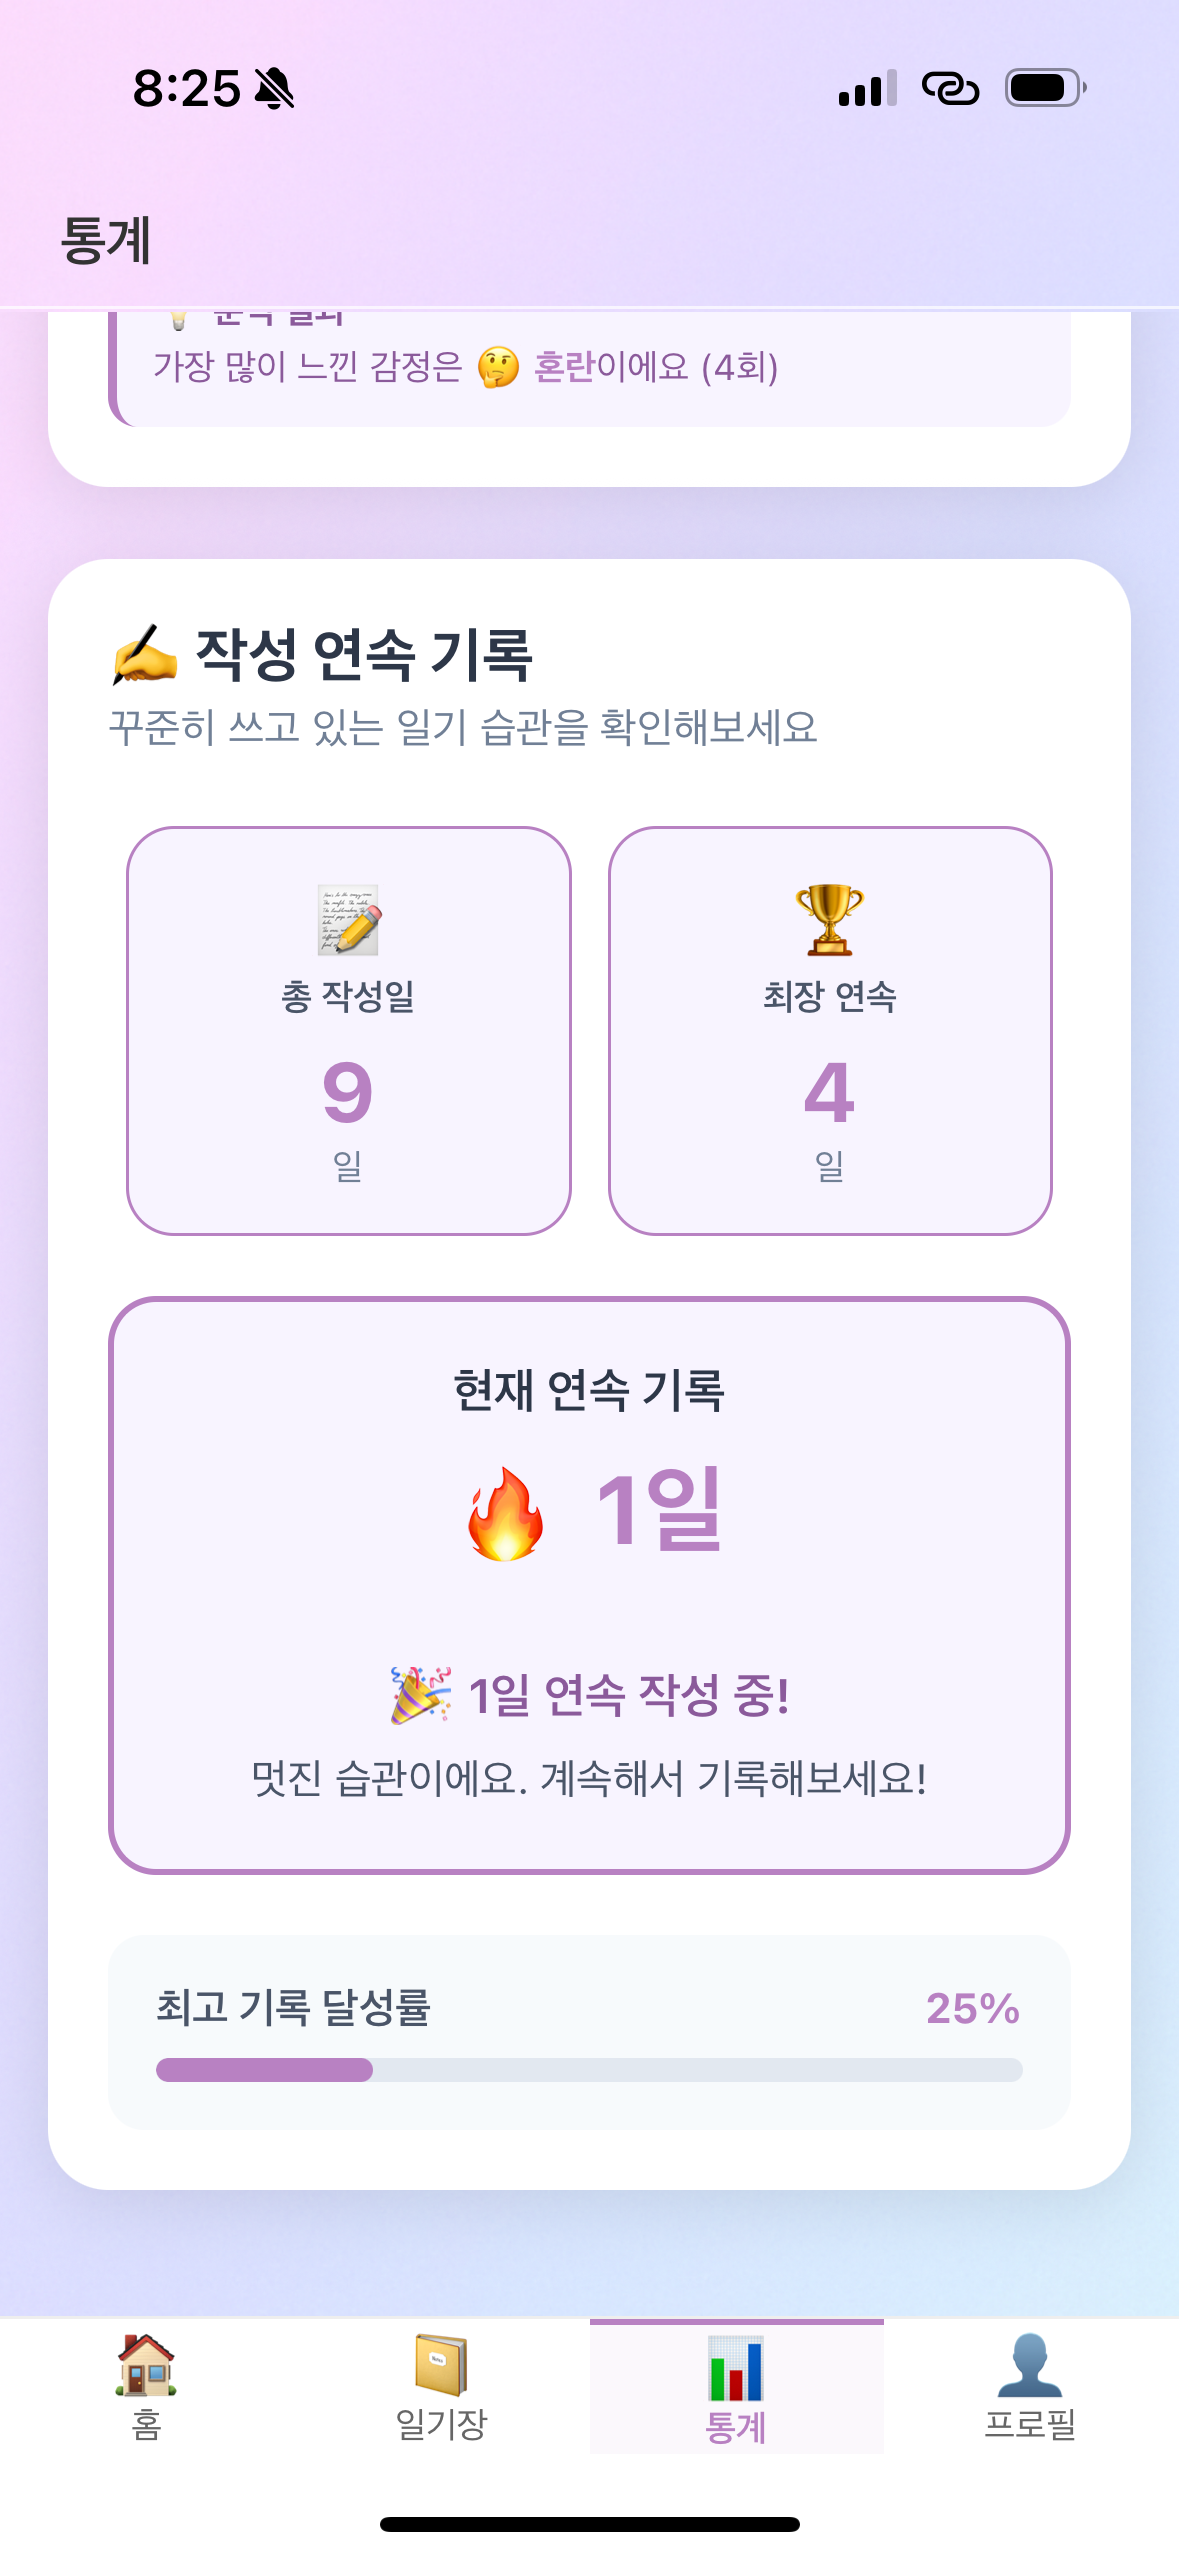 8:25
통계
가장 많이 느낀 감정은 🤔 혼란이에요 (4회)
✍️ 작성 연속 기록
꾸준히 쓰고 있는 일기 습관을 확인해보세요
📝
총 작성일
9
일
🏆
최장 연속
4
일
현재 연속 기록
🔥 1일
🎉 1일 연속 작성 중!
멋진 습관이에요. 계속해서 기록해보세요!
최고 기록 달성률 25%
홈 일기장 통계 프로필